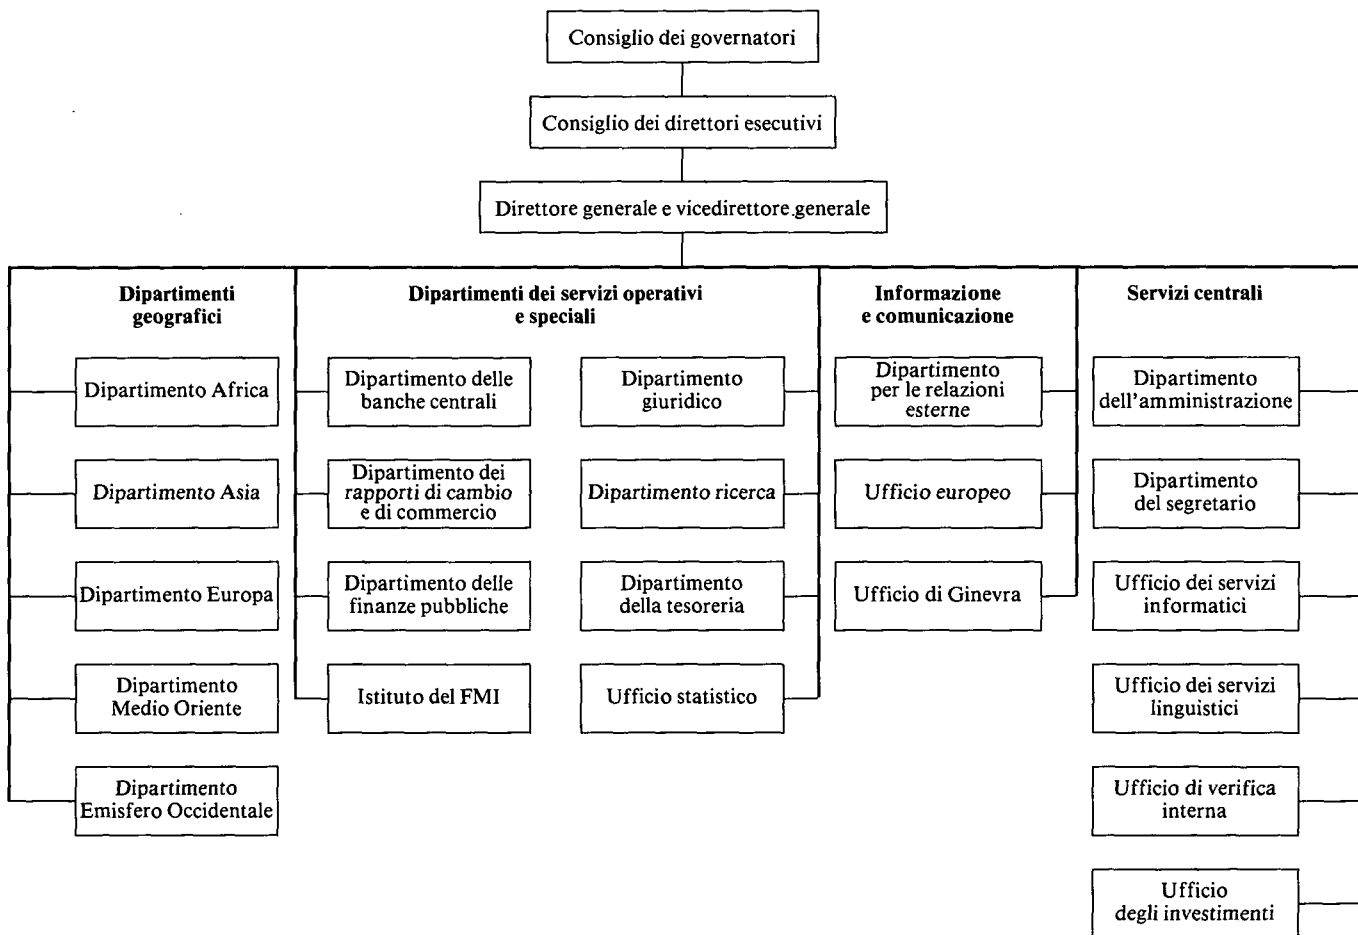 Consiglio dei governatori
Consiglio dei direttori esecutivi
Direttore generale e vicedirettore generale
Dipartimenti
geografici
Dipartimento Africa
Dipartimento Asia
Dipartimento Europa
Dipartimento
Medio Oriente
Dipartimento
Emisfero Occidentale
Dipartimenti dei servizi operativi
e speciali
Dipartimento delle
banche centrali
Dipartimento dei
rapporti di cambio
e di commercio
Dipartimento delle
finanze pubbliche
Istituto del FMI
Dipartimento
giuridico
Dipartimento ricerca
Dipartimento
della tesoreria
Ufficio statistico
Informazione
e comunicazione
Dipartimento
per le relazioni
esterne
Ufficio europeo
Ufficio di Ginevra
Servizi centrali
Dipartimento
dell'amministrazione
Dipartimento
del segretario
Ufficio dei servizi
informatici
Ufficio dei servizi
linguistici
Ufficio di verifica
interna
Ufficio
degli investimenti